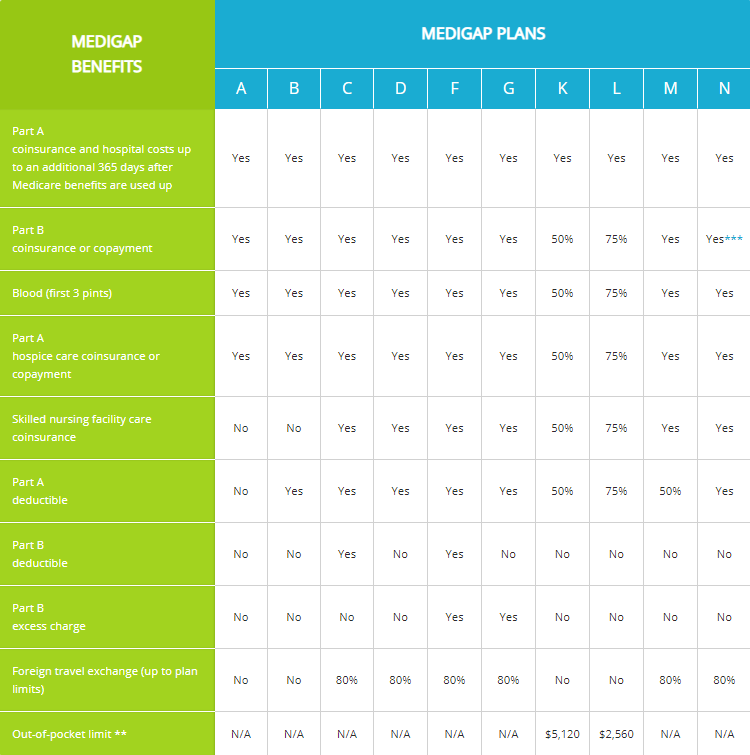 MEDIGAP
BENEFITS
MEDIGAP PLANS
A B C D F G K L M N
Part A
coinsurance and hospital costs up
to an additional 365 days after
Medicare benefits are used up
Yes Yes Yes Yes Yes Yes Yes Yes Yes Yes
Part B
coinsurance or copayment
Yes Yes Yes Yes Yes Yes 50% 75% Yes Yes***
Blood (first 3 pints)
Yes Yes Yes Yes Yes Yes 50% 75% Yes Yes
Part A
hospice care coinsurance or
copayment
Yes Yes Yes Yes Yes Yes 50% 75% Yes Yes
Skilled nursing facility care
coinsurance
No No Yes Yes Yes Yes 50% 75% Yes Yes
Part A
deductible
No Yes Yes Yes Yes Yes 50% 75% 50% Yes
Part B
deductible
No No Yes No Yes No No No No No
Part B
excess charge
No No No No Yes Yes No No No No
Foreign travel exchange (up to plan
limits)
No No 80% 80% 80% 80% No No 80% 80%
Out-of-pocket limit **
N/A N/A N/A N/A N/A N/A $5,120 $2,560 N/A N/A